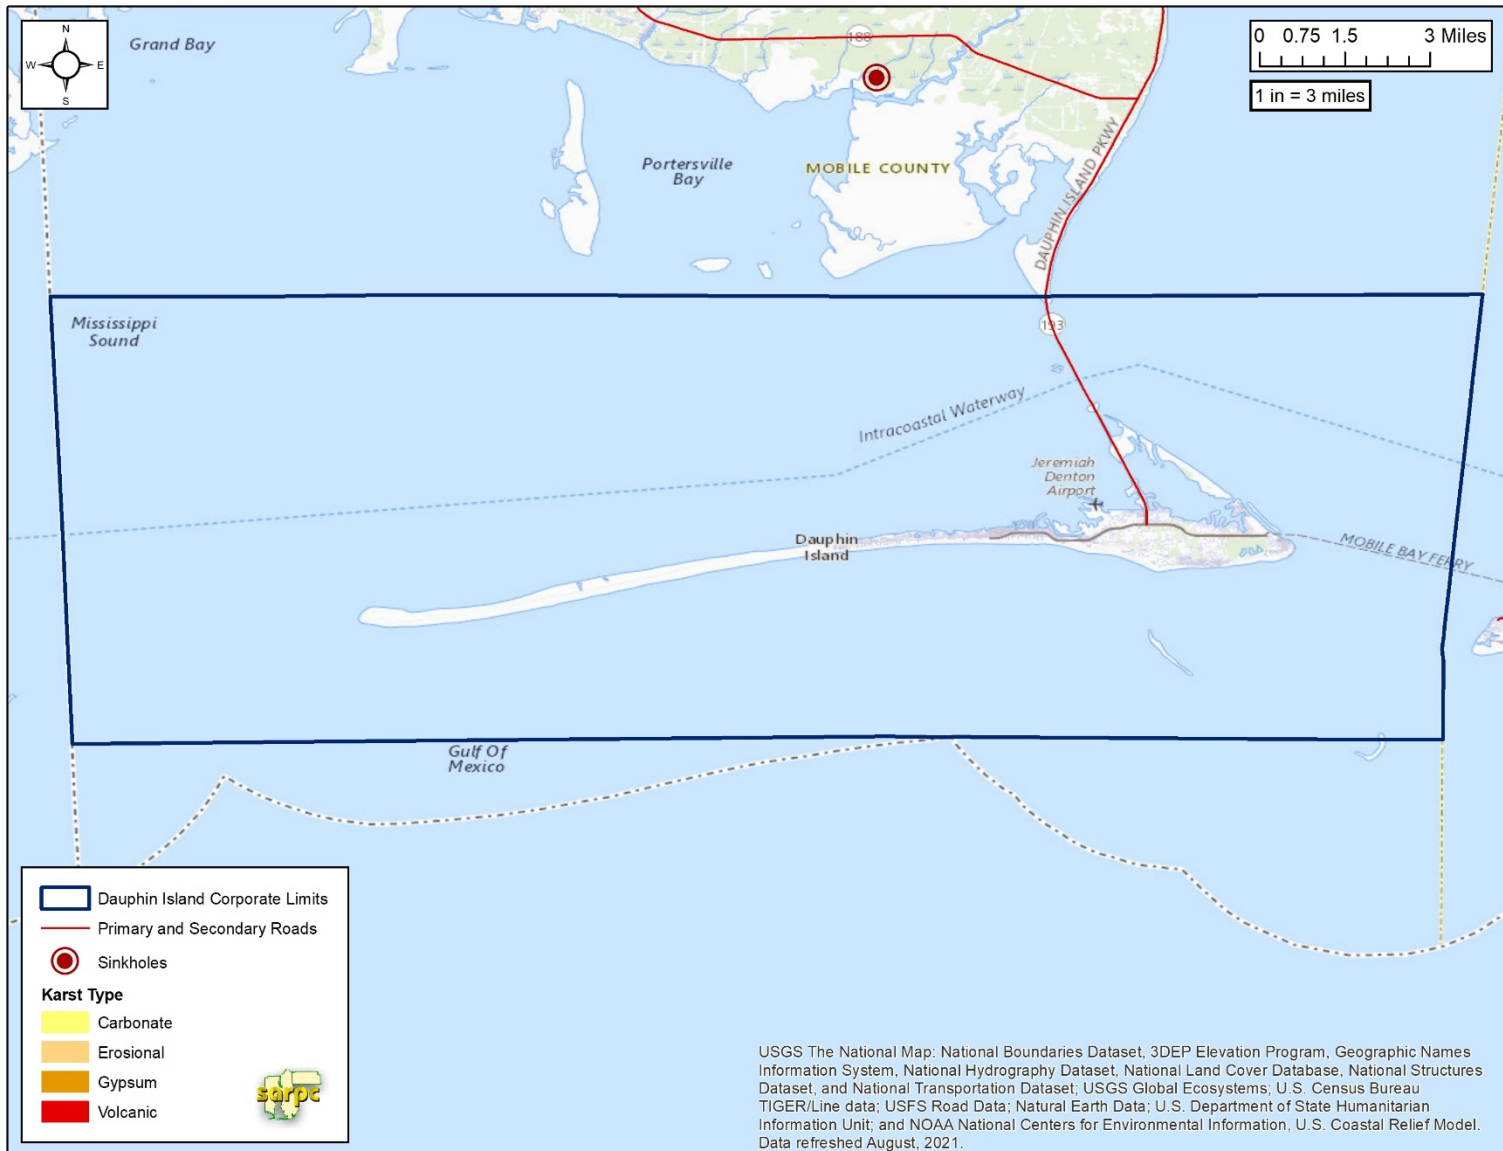 N
W E
S
Grand Bay
188
0 0.75 1.5 3 Miles
1 in = 3 miles
Portersville
Bay
MOBILE COUNTY
DAUPHIN ISLAND PKWY
Mississippi
Sound
193
Intracoastal Waterway
Jeremiah
Denton
Airport
Dauphin
Island
MOBILE BAY FERRY
Gulf Of
Mexico
Dauphin Island Corporate Limits
Primary and Secondary Roads
Sinkholes
Karst Type
Carbonate
Erosional
Gypsum
Volcanic
sarpc
USGS The National Map: National Boundaries Dataset, 3DEP Elevation Program, Geographic Names
Information System, National Hydrography Dataset, National Land Cover Database, National Structures
Dataset, and National Transportation Dataset; USGS Global Ecosystems; U.S. Census Bureau
TIGER/Line data; USFS Road Data; Natural Earth Data; U.S. Department of State Humanitarian
Information Unit; and NOAA National Centers for Environmental Information, U.S. Coastal Relief Model.
Data refreshed August, 2021.